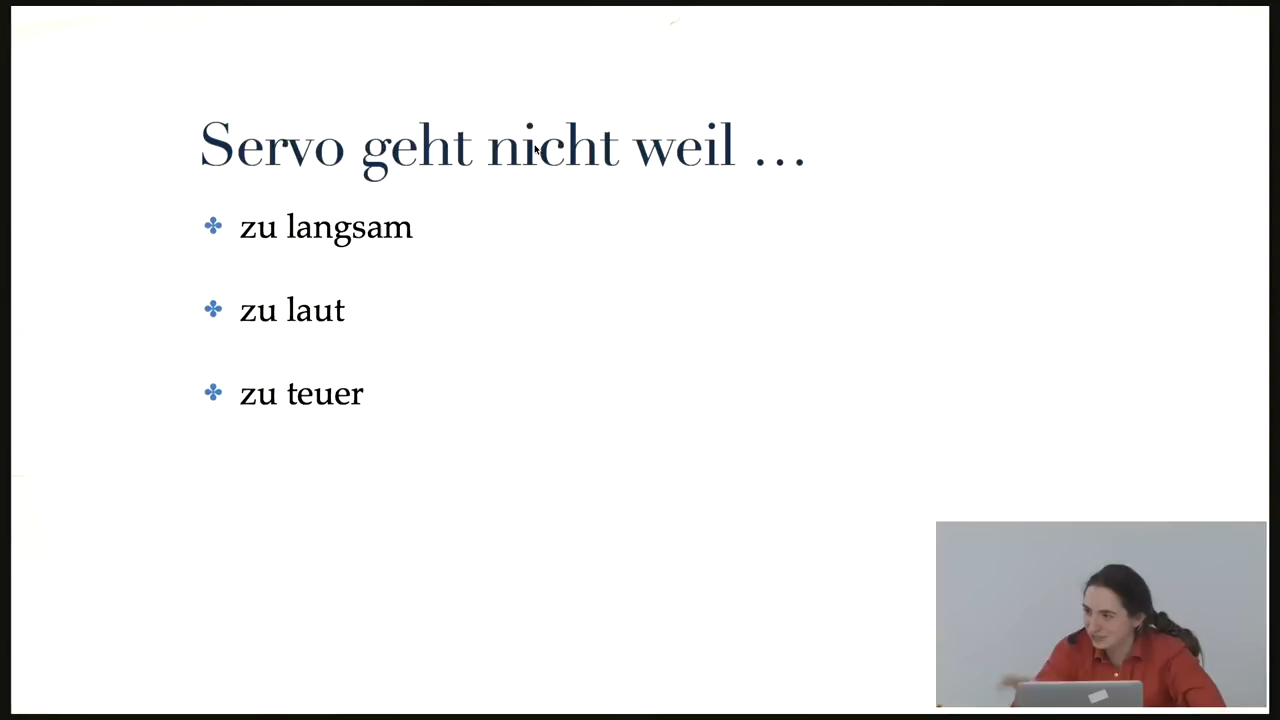 Servo geht nicht weil …
zu langsam
zu laut
zu teuer